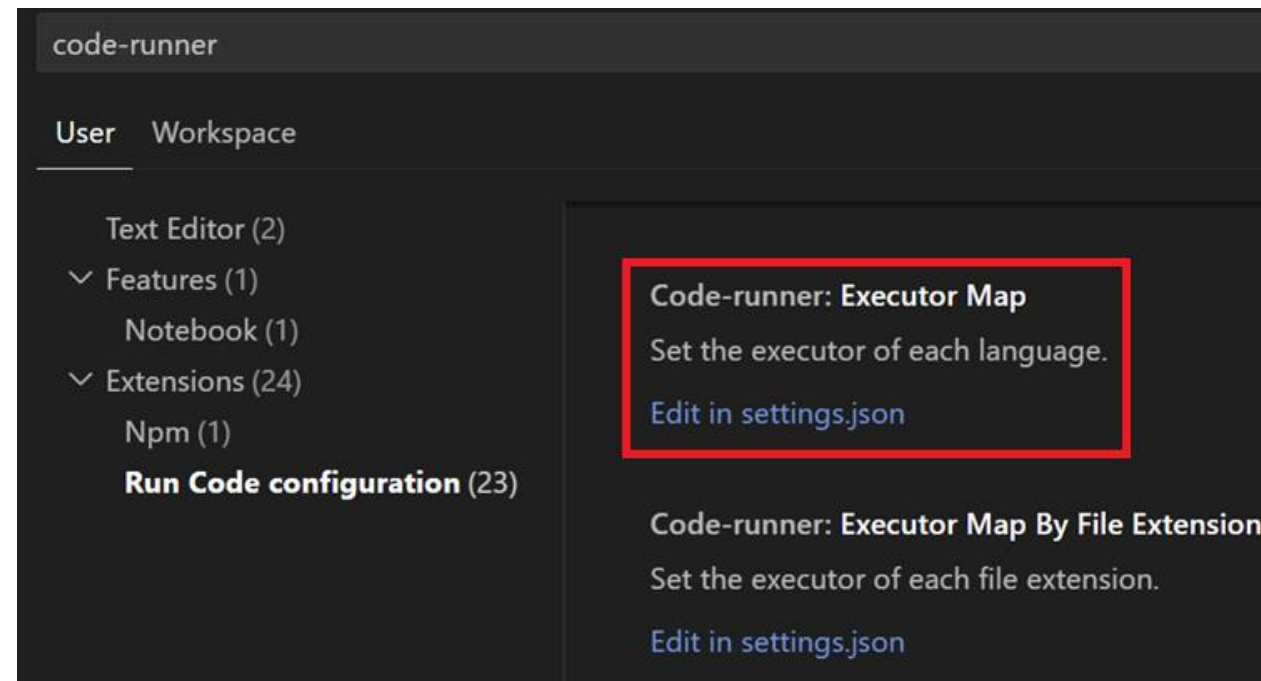 code-runner
User Workspace
Text Editor (2)
Features (1)
Notebook (1)
Extensions (24)
Npm (1)
Run Code configuration (23)
Code-runner: Executor Map
Set the executor of each language.
Edit in settings.json
Code-runner: Executor Map By File Extension
Set the executor of each file extension.
Edit in settings.json